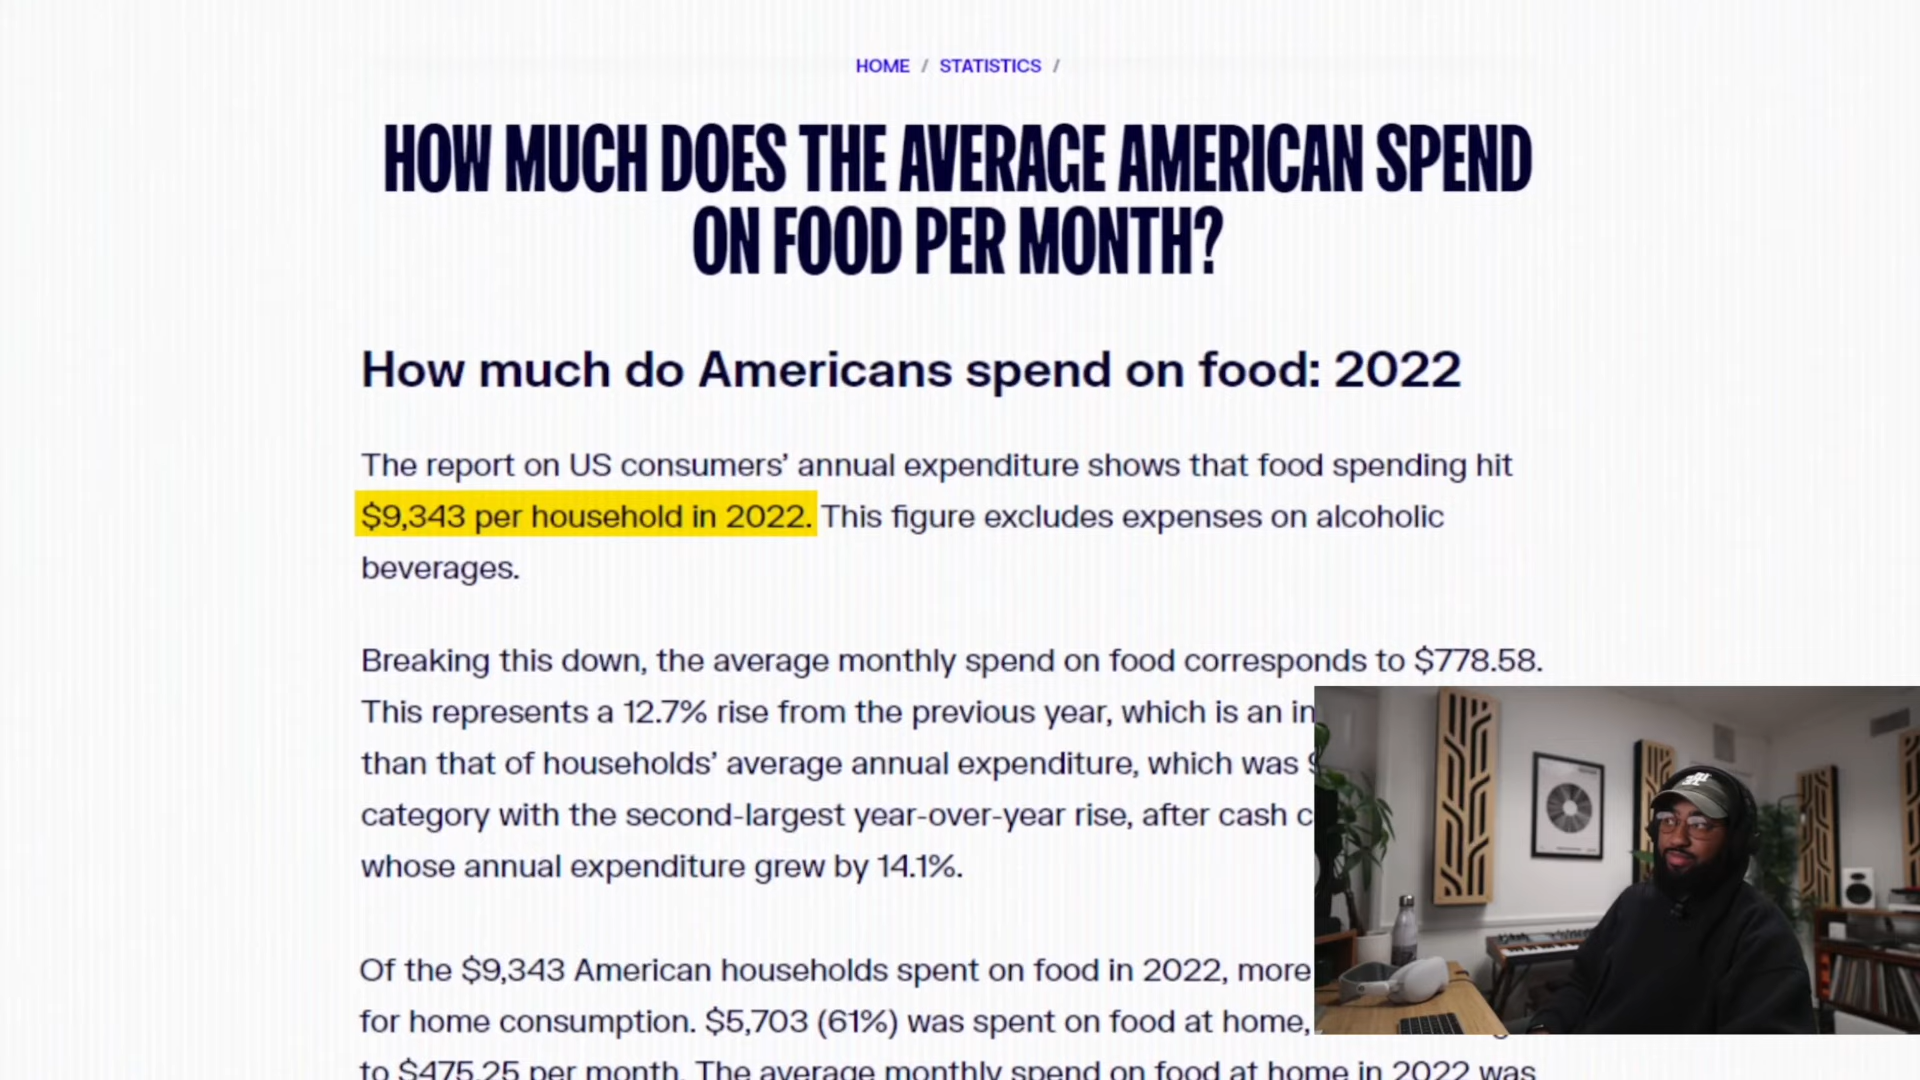 HOME / STATISTICS /
HOW MUCH DOES THE AVERAGE AMERICAN SPEND
ON FOOD PER MONTH?
How much do Americans spend on food: 2022
The report on US consumers’ annual expenditure shows that food spending hit
$9,343 per household in 2022. This figure excludes expenses on alcoholic
beverages.
Breaking this down, the average monthly spend on food corresponds to $778.58.
This represents a 12.7% rise from the previous year, which is an
than that of households’ average annual expenditure, which was
category with the second-largest year-over-year rise, after cash
whose annual expenditure grew by 14.1%.
Of the $9,343 American households spent on food in 2022, more
for home consumption. $5,703 (61%) was spent on food at home,
to $475.25 per month. The average monthly spend on food at home in 2022 was